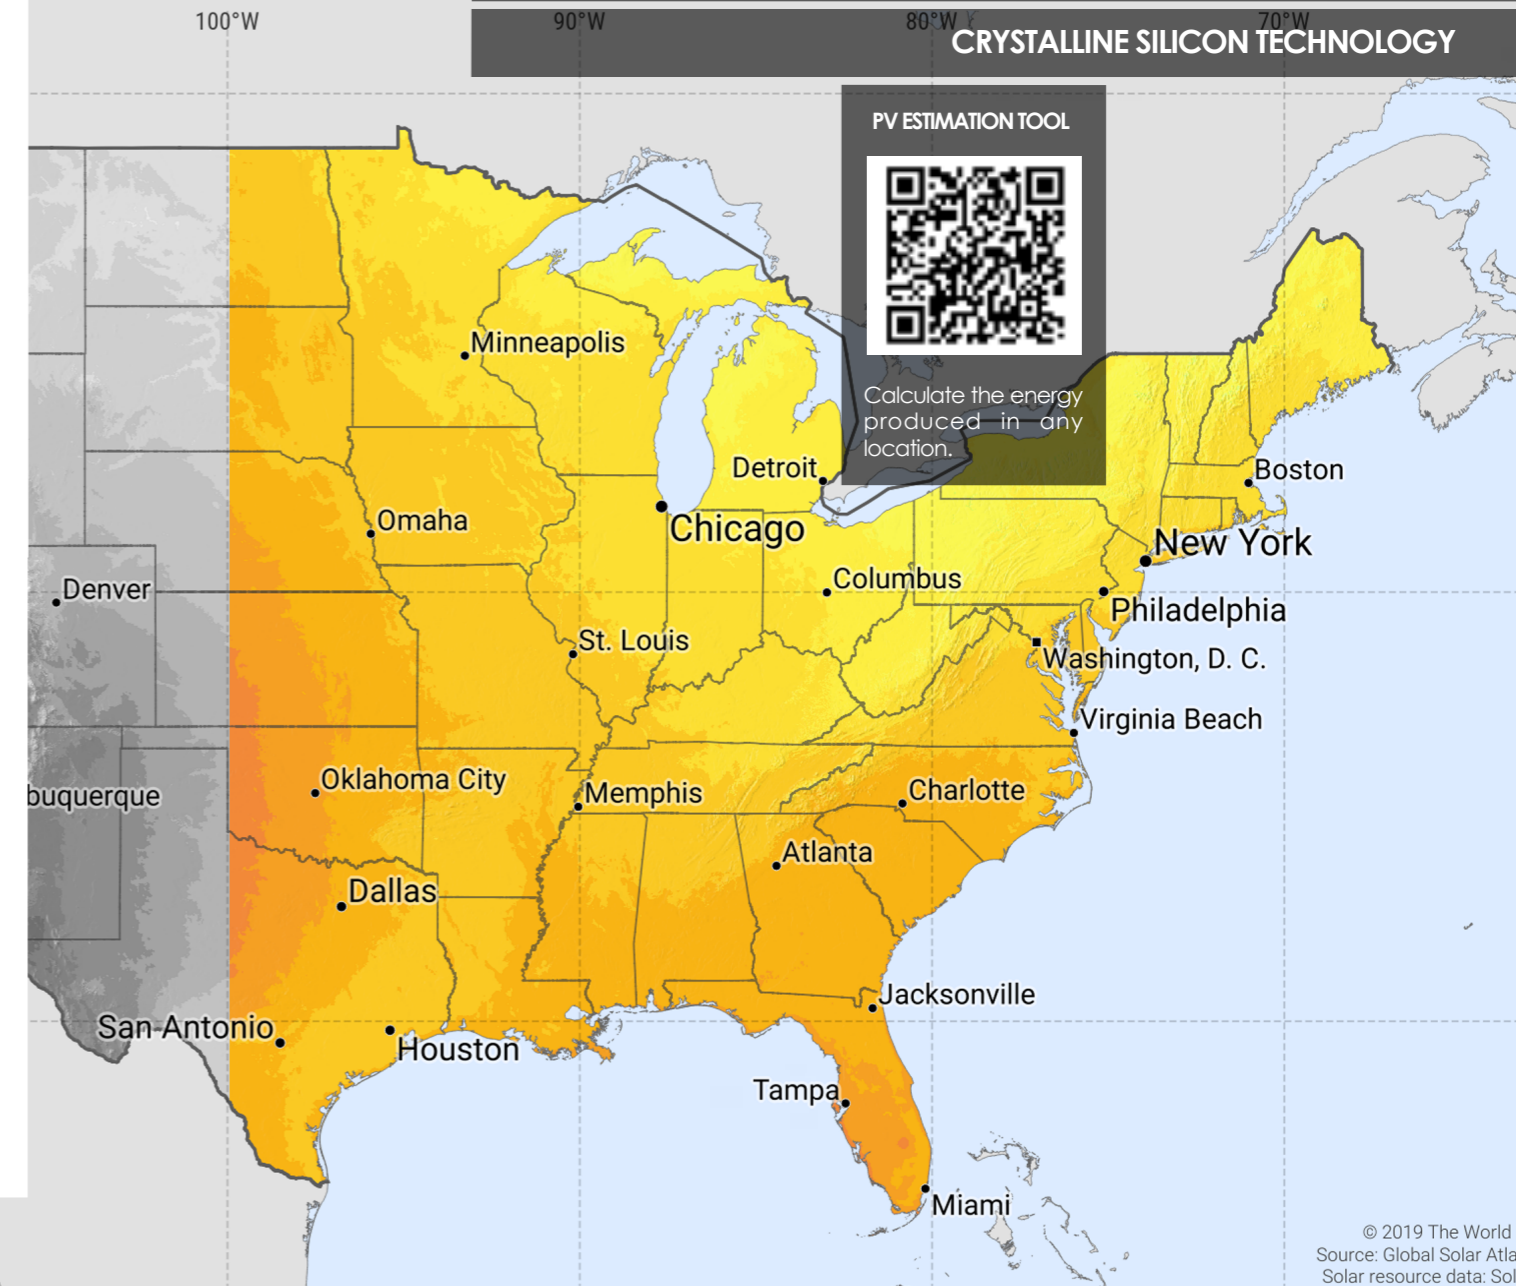 100°W 90°W 80°W 70°W
CRYSTALLINE SILICON TECHNOLOGY
PV ESTIMATION TOOL
Calculate the energy
produced in any
location.
Minneapolis
Detroit
Boston
Omaha
Chicago
New York
Denver
Columbus
Philadelphia
St. Louis
Washington, D. C.
Virginia Beach
Oklahoma City
buquerque
Memphis
Charlotte
Atlanta
Dallas
Jacksonville
San Antonio
Houston
Tampa
Miami
© 2019 The World
Source: Global Solar Atla
Solar resource data: Sol